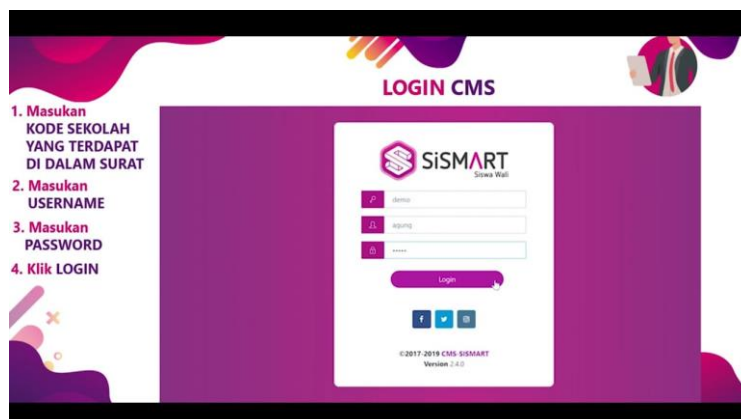 LOGIN CMS
1. Masukan
KODE SEKOLAH
YANG TERDAPAT
DI DALAM SURAT
2. Masukan
USERNAME
3. Masukan
PASSWORD
4. Klik LOGIN
SiSMΛRT
Siswa Wali
demo
agung
•••••
Login
©2017-2019 CMS-SISMART
Version 2.4.0